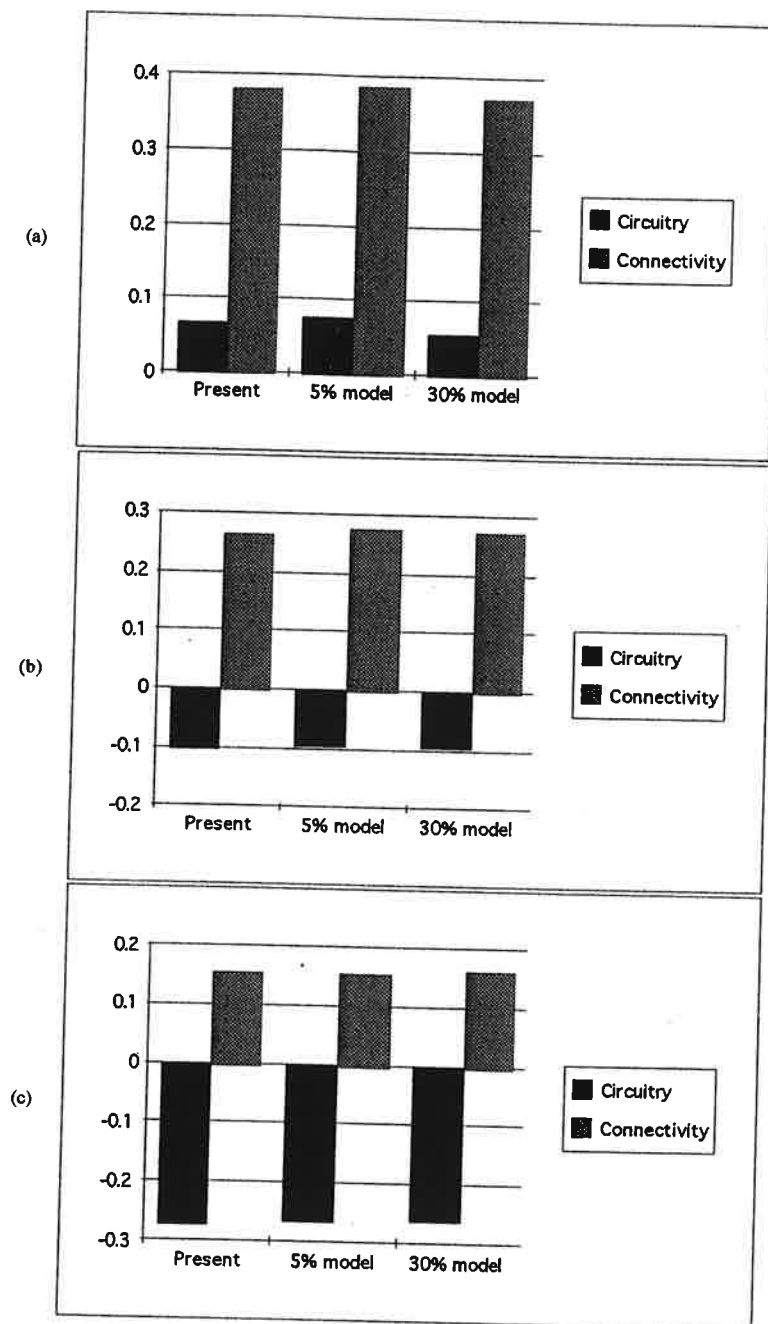 (a)
0.4
0.3
0.2
0.1
0
Present 5% model 30% model
Circuitry
Connectivity
(b)
0.3
0.2
0.1
0
-0.1
-0.2
Present 5% model 30% model
Circuitry
Connectivity
(c)
0.2
0.1
0
-0.1
-0.2
-0.3
Present 5% model 30% model
Circuitry
Connectivity